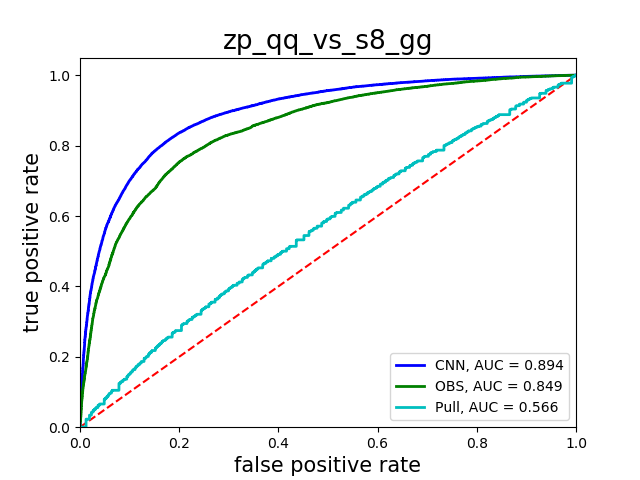 zp_qq_vs_s8_gg
true positive rate
1.0
0.8
0.6
0.4
0.2
0.0
CNN, AUC = 0.894
OBS, AUC = 0.849
Pull, AUC = 0.566
0.0 0.2 0.4 0.6 0.8 1.0
false positive rate